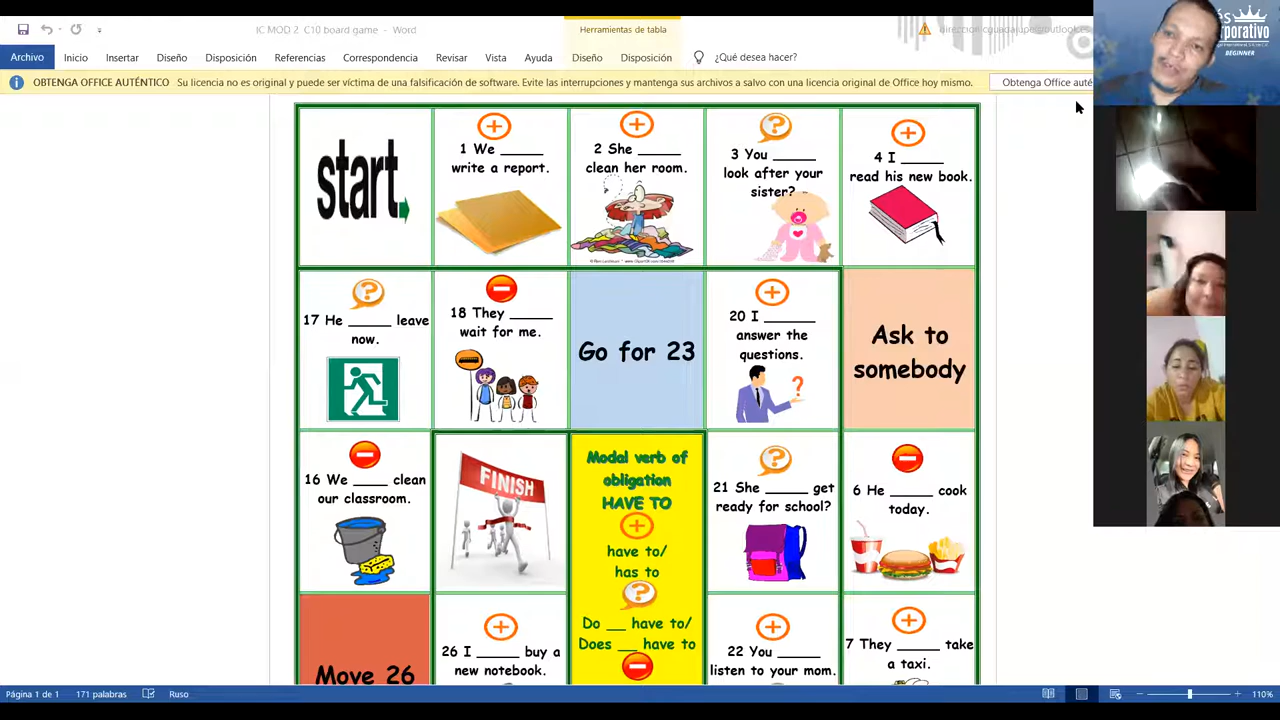 IC MOD 2 C10 board game - Word
Herramientas de tabla
Archivo Inicio Insertar Diseño Disposición Referencias Correspondencia Revisar Vista Ayuda Diseño Disposición ¿Qué desea hacer?
OBTENGA OFFICE AUTÉNTICO Su licencia no es original y puede ser víctima de una falsificación de software. Evite las interrupciones y mantenga sus archivos a salvo con una licencia original de Office hoy mismo. Obtenga Office auté
BEGINNER
start
1 We _____
write a report.
2 She _____
clean her room.
3 You _____
look after your
sister?
4 I _____
read his new book.
17 He _____ leave
now.
18 They _____
wait for me.
Go for 23
20 I _____
answer the
questions.
Ask to
somebody
16 We ____ clean
our classroom.
FINISH
Modal verb of
obligation
HAVE TO
have to/
has to
Do __ have to/
Does __ have to
21 She _____ get
ready for school?
6 He _____ cook
today.
Move 26
26 I _____ buy a
new notebook.
22 You _____
listen to your mom.
7 They _____ take
a taxi.
Página 1 de 1 171 palabras Ruso 110%